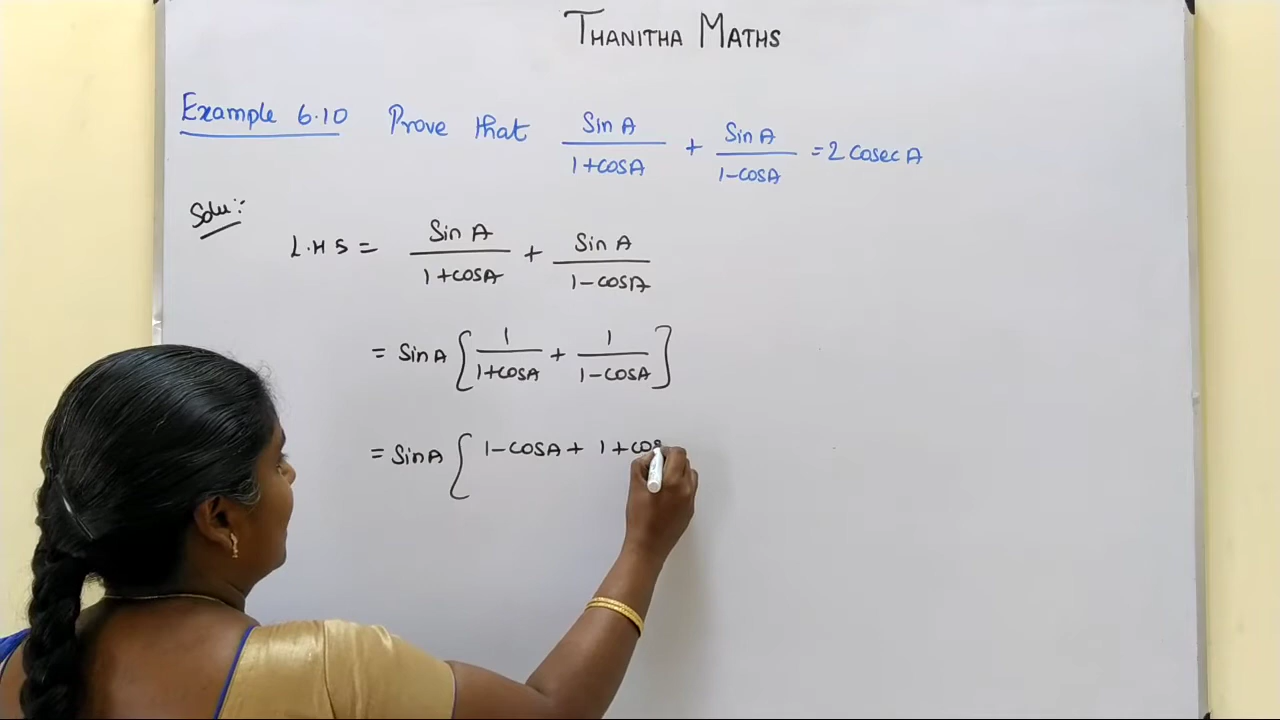 THANITHA MATHS
Example 6.10 Prove that Sin A / 1+cosA + Sin A / 1-cosA = 2 cosec A
Solu:-
L.H.S = Sin A / 1+cosA + Sin A / 1-cosA
= Sin A [ 1 / 1+cosA + 1 / 1-cosA ]
= Sin A [ 1-cosA + 1+cos